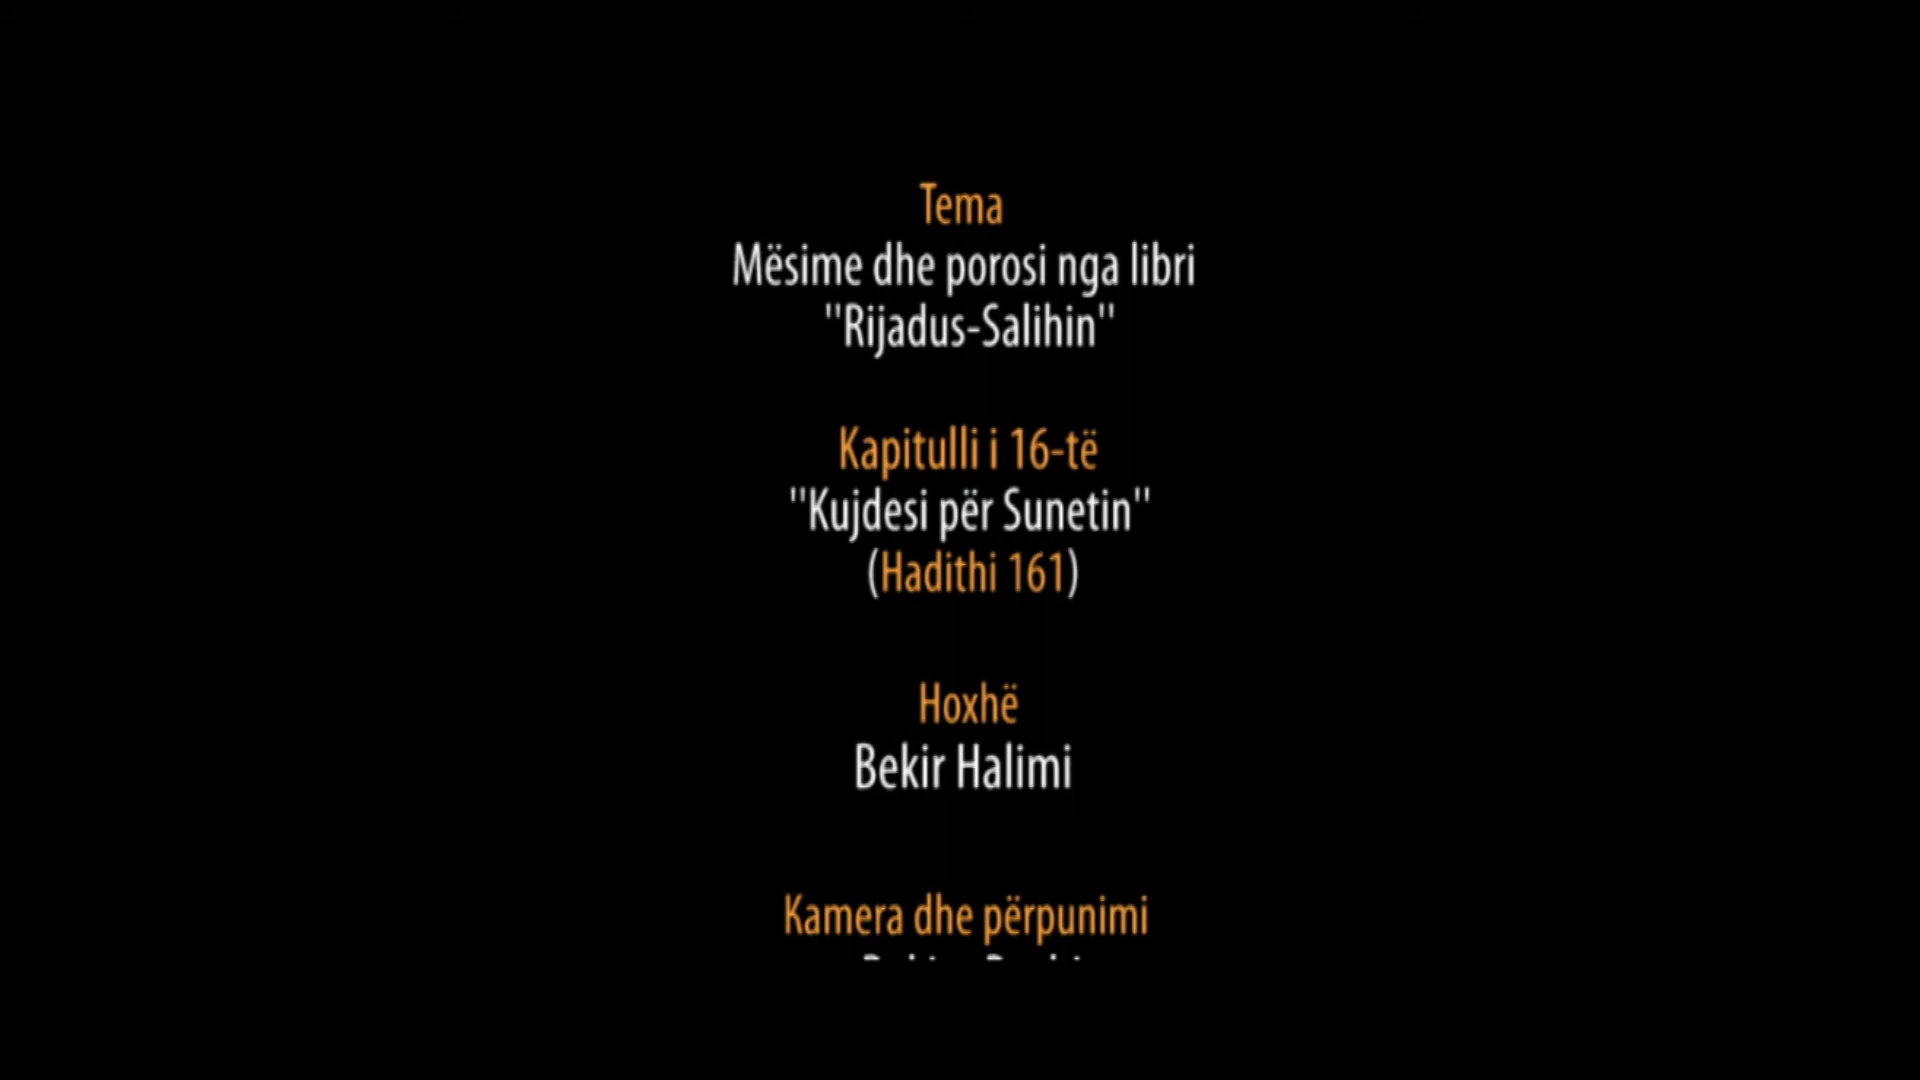 Tema
Mësime dhe porosi nga libri
"Rijadus-Salihin"
Kapitulli i 16-të
"Kujdesi për Sunetin"
(Hadithi 161)
Hoxhë
Bekir Halimi
Kamera dhe përpunimi